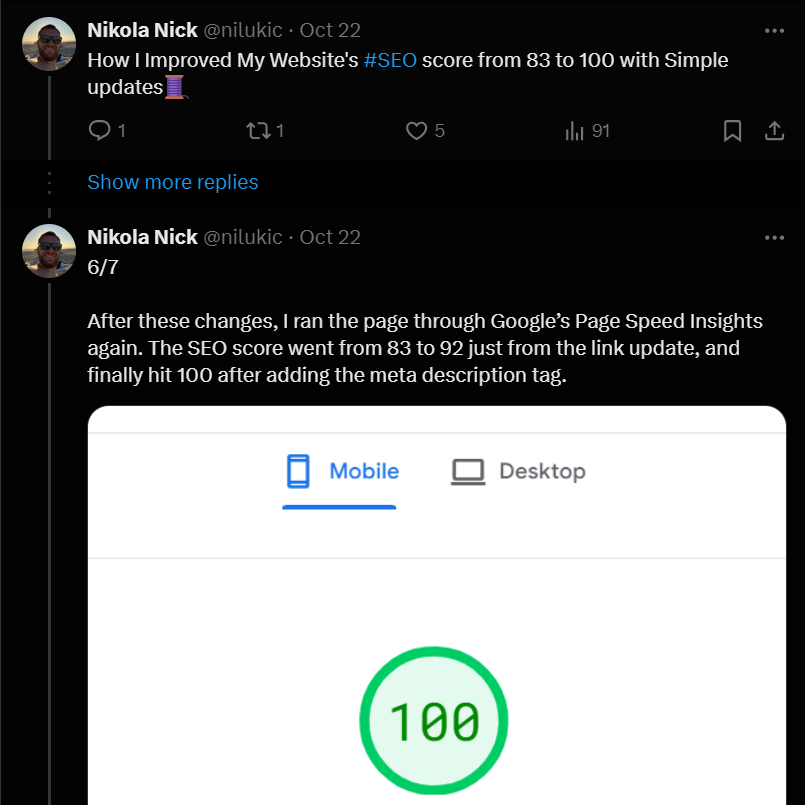 Nikola Nick @nilukic · Oct 22
How I Improved My Website's #SEO score from 83 to 100 with Simple
updates🧵
1 1 5 91
Show more replies
Nikola Nick @nilukic · Oct 22
6/7
After these changes, I ran the page through Google’s Page Speed Insights
again. The SEO score went from 83 to 92 just from the link update, and
finally hit 100 after adding the meta description tag.
Mobile Desktop
100